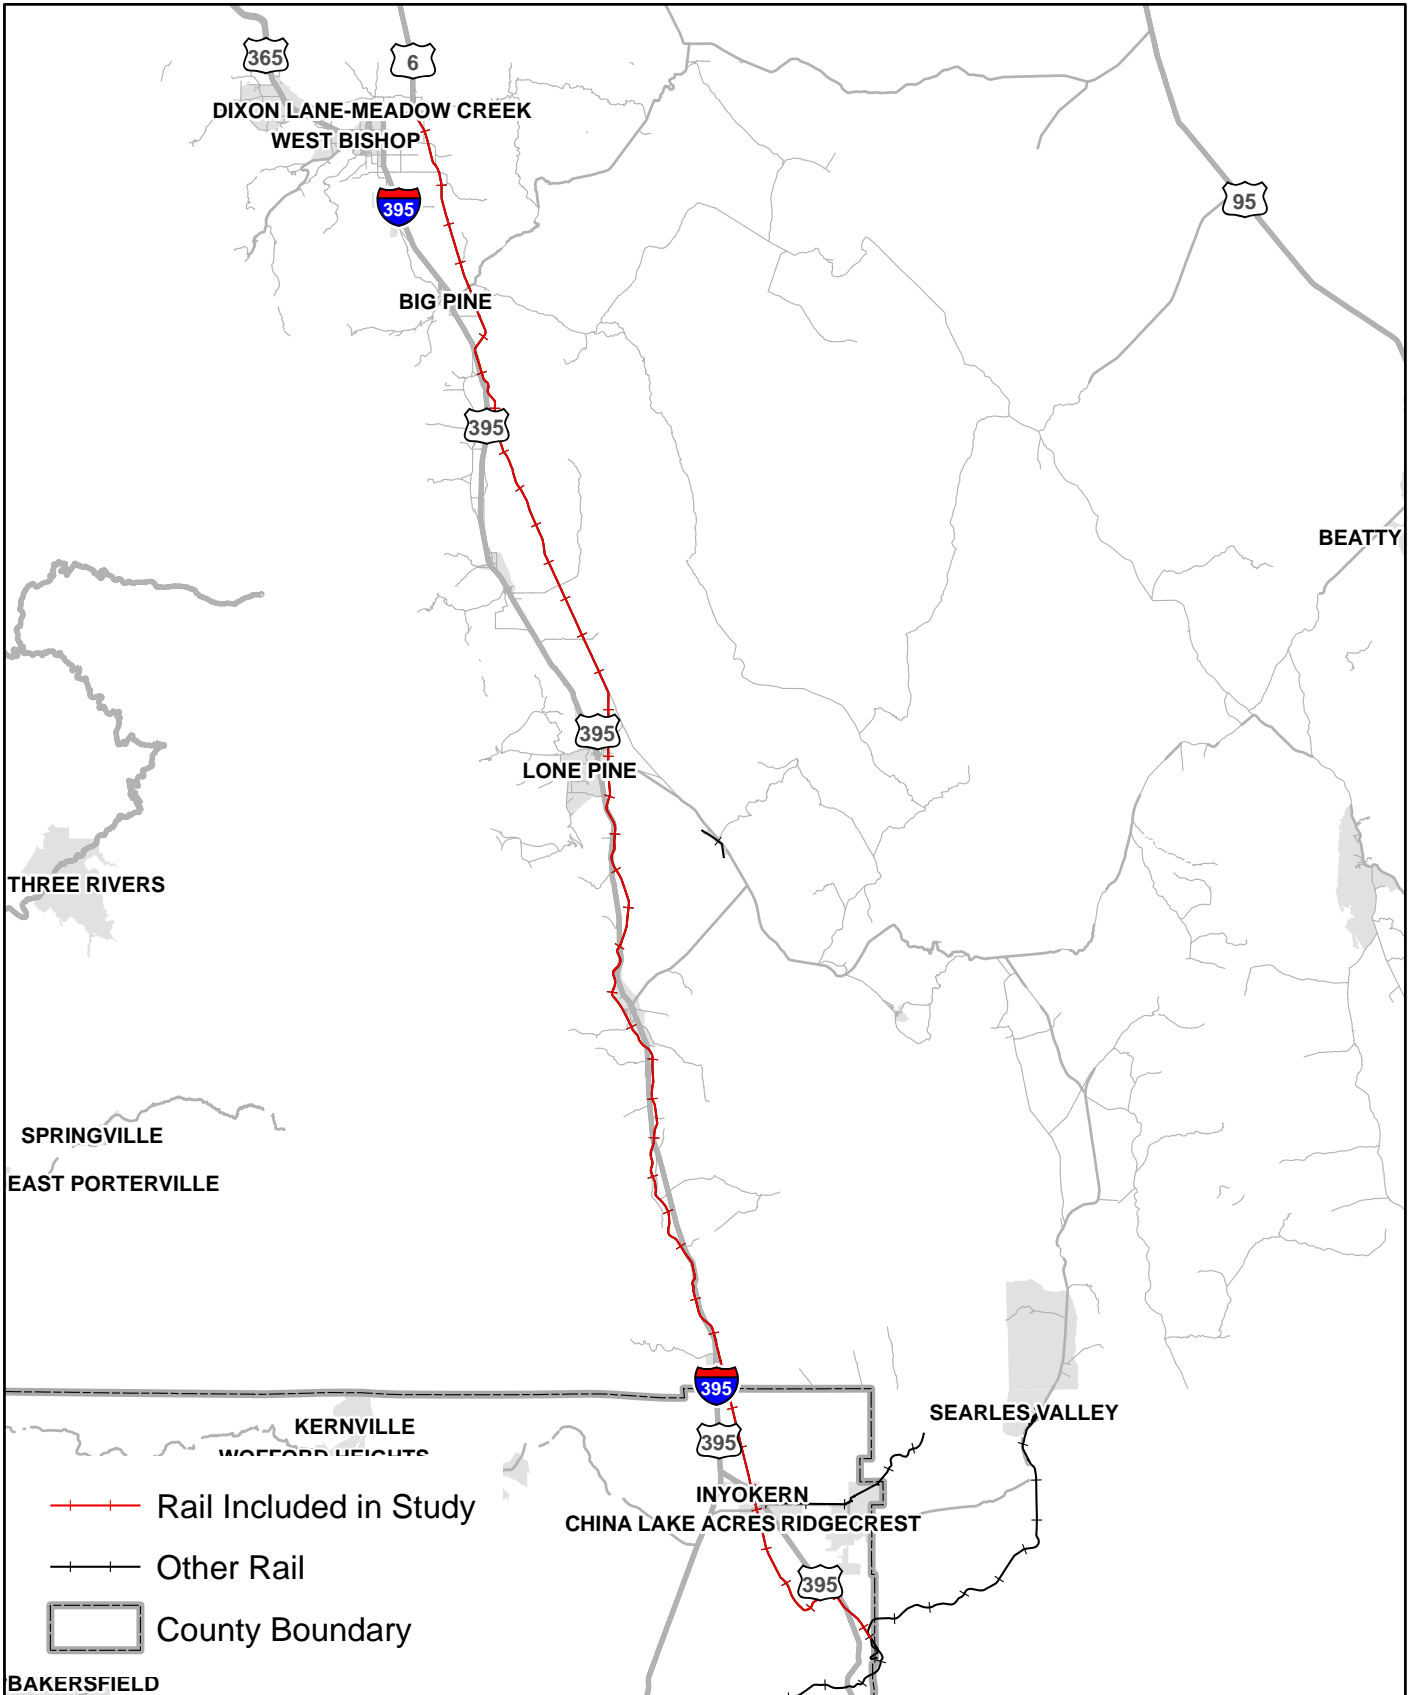 365
6
DIXON LANE-MEADOW CREEK
WEST BISHOP
395
95
BIG PINE
395
BEATTY
395
LONE PINE
THREE RIVERS
SPRINGVILLE
EAST PORTERVILLE
395
KERNVILLE
SEARLES VALLEY
395
WOFFORD HEIGHTS
INYOKERN
CHINA LAKE ACRES RIDGECREST
395
Rail Included in Study
Other Rail
County Boundary
BAKERSFIELD